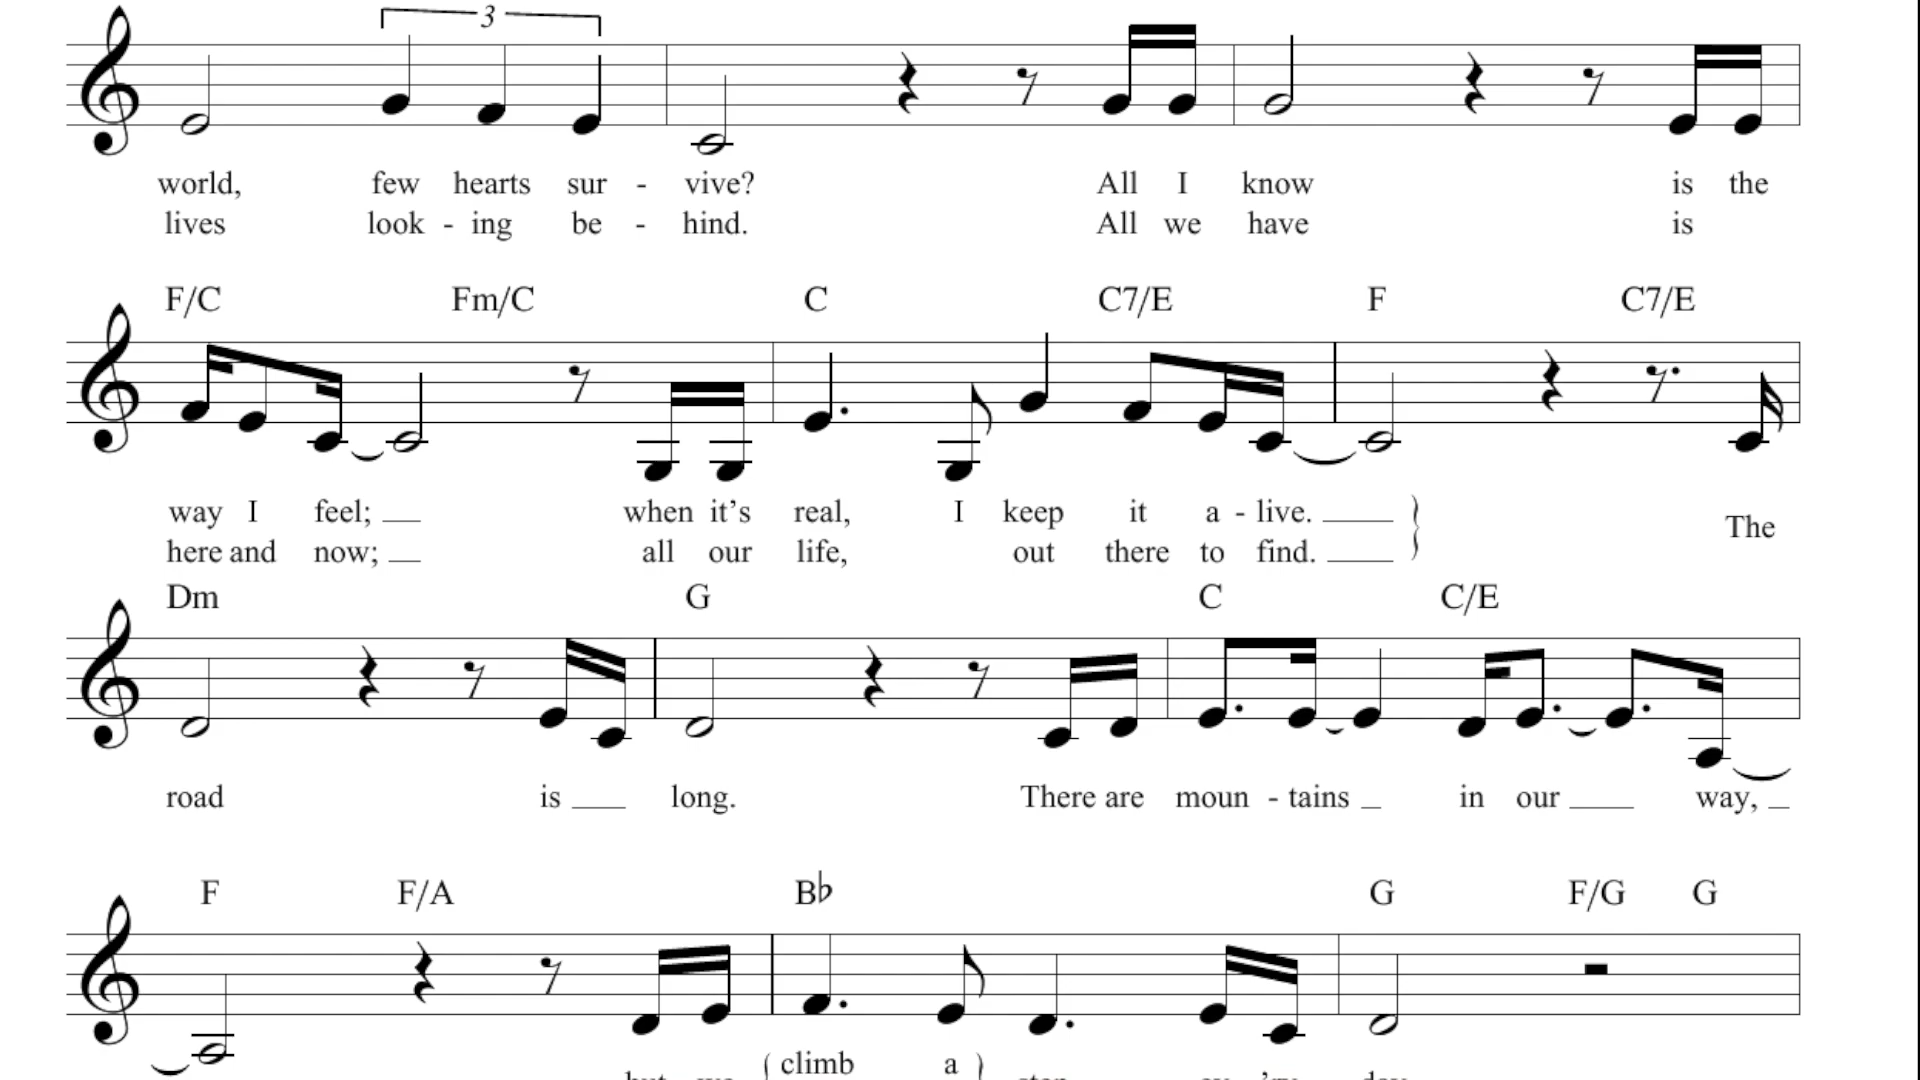 3
world, few hearts sur - vive? All I know is the
lives look - ing be - hind. All we have is
F/C Fm/C C C7/E F C7/E
way I feel; when it’s real, I keep it a - live. The
here and now; all our life, out there to find.
Dm G C C/E
road is long. There are moun - tains in our way,
F F/A B♭ G F/G G
climb a